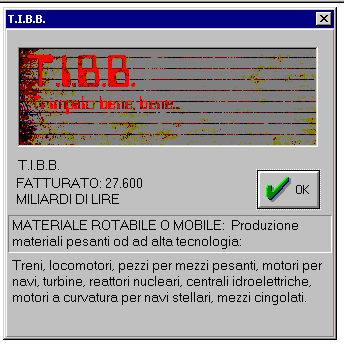 T.I.B.B.
T.I.B.B.
bene, bene...
T.I.B.B.
FATTURATO: 27.600
MILIARDI DI LIRE
OK
MATERIALE ROTABILE O MOBILE: Produzione
materiali pesanti od ad alta tecnologia:
Treni, locomotori, pezzi per mezzi pesanti, motori per
navi, turbine, reattori nucleari, centrali idroelettriche,
motori a curvatura per navi stellari, mezzi cingolati.